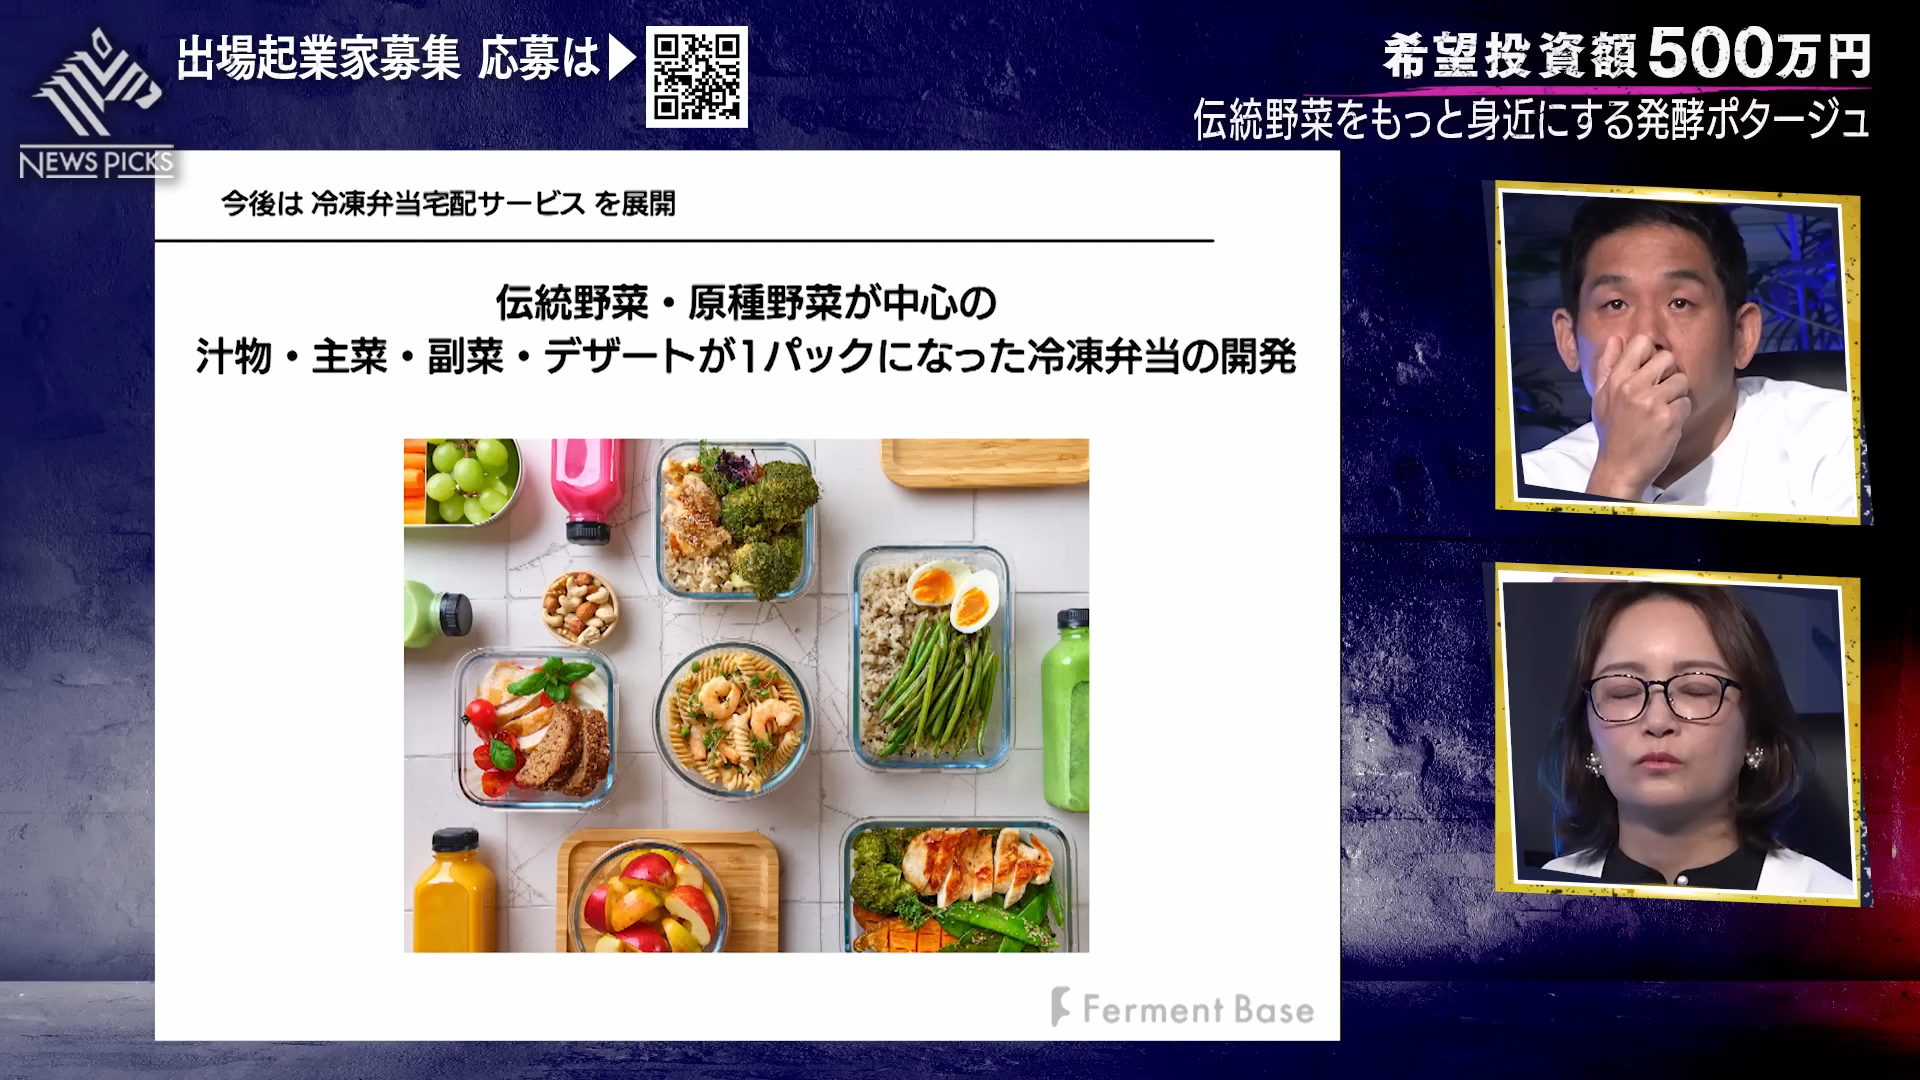 出場起業家募集 応募は
NEWSPICKS
希望投資額500万円
伝統野菜をもっと身近にする発酵ポタージュ
今後は 冷凍弁当宅配サービス を展開
伝統野菜・原種野菜が中心の
汁物・主菜・副菜・デザートが1パックになった冷凍弁当の開発
Ferment Base